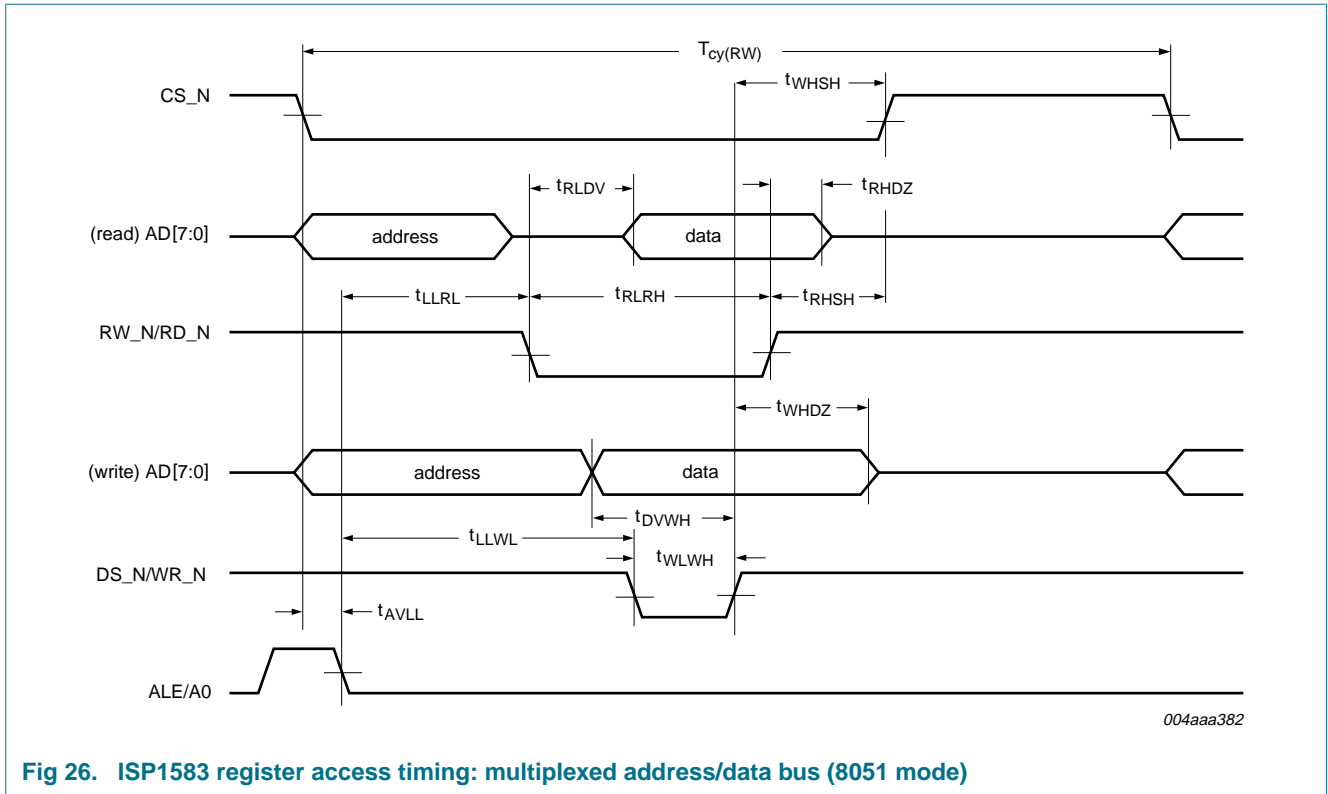 Tcy(RW)
tWHSH
CS_N
tRLDV
tRHDZ
(read) AD[7:0]
address
data
tLLRL
tRLRH
tRHSH
RW_N/RD_N
tWHDZ
(write) AD[7:0]
address
data
tDVWH
tLLWL
tWLWH
DS_N/WR_N
tAVLL
ALE/A0
004aaa382
Fig 26. ISP1583 register access timing: multiplexed address/data bus (8051 mode)